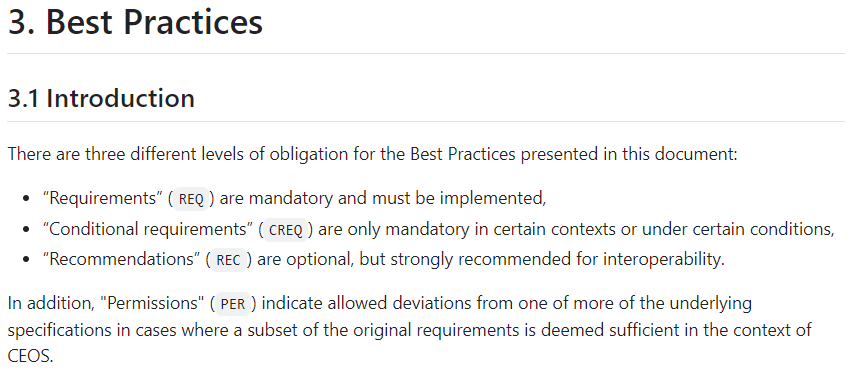 3. Best Practices
3.1 Introduction
There are three different levels of obligation for the Best Practices presented in this document:
• “Requirements” ( REQ ) are mandatory and must be implemented,
• “Conditional requirements” ( CREQ ) are only mandatory in certain contexts or under certain conditions,
• “Recommendations” ( REC ) are optional, but strongly recommended for interoperability.
In addition, "Permissions" ( PER ) indicate allowed deviations from one of more of the underlying
specifications in cases where a subset of the original requirements is deemed sufficient in the context of
CEOS.